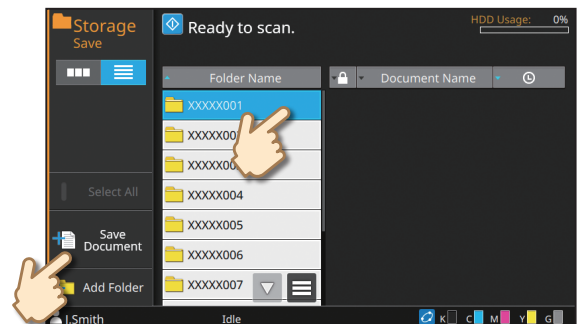 Storage
Save
Ready to scan.
HDD Usage: 0%
Folder Name
Document Name
XXXXX001
XXXXX004
XXXXX005
XXXXX006
XXXXX007
Select All
Save
Document
Add Folder
J.Smith
Idle
K C M Y G